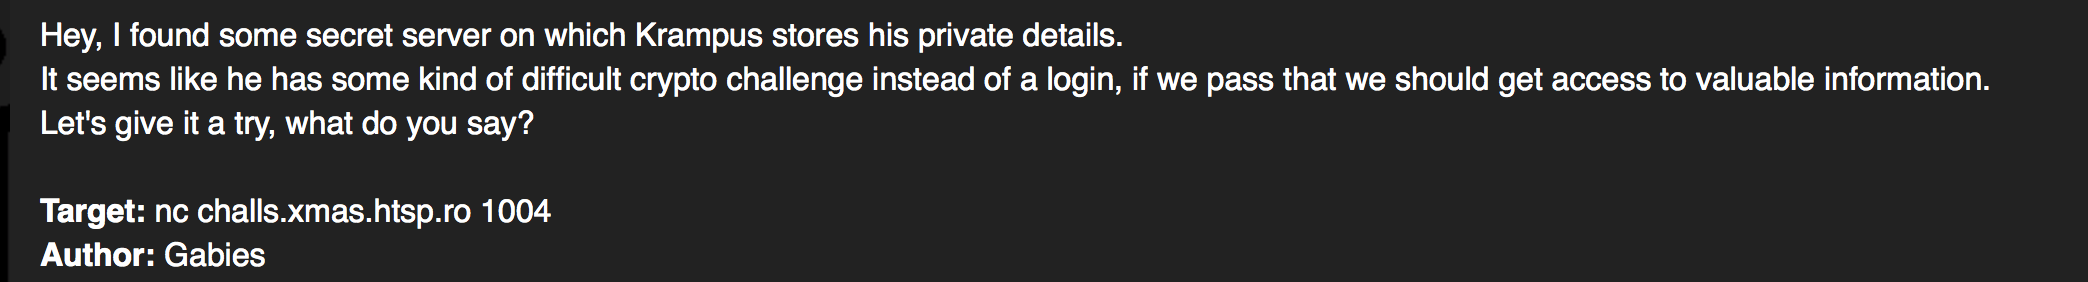 Hey, I found some secret server on which Krampus stores his private details.
It seems like he has some kind of difficult crypto challenge instead of a login, if we pass that we should get access to valuable information.
Let's give it a try, what do you say?
Target: nc challs.xmas.htsp.ro 1004
Author: Gabies